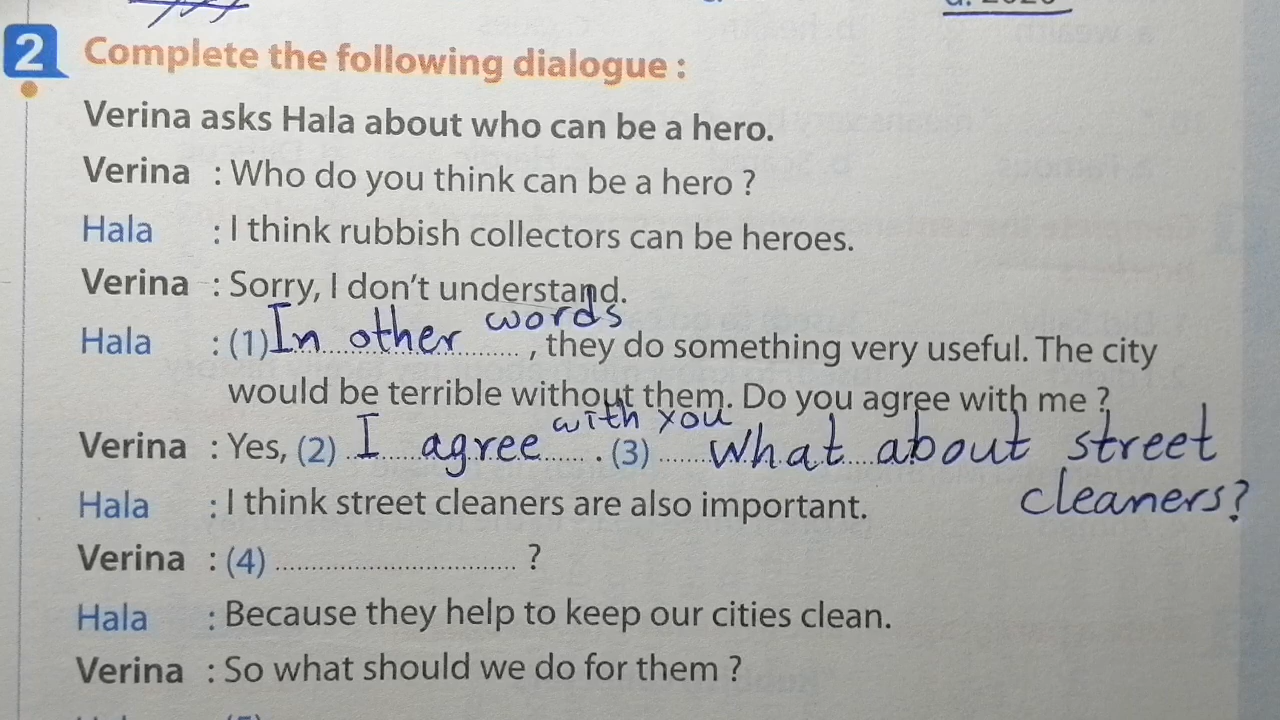 2 Complete the following dialogue :
Verina asks Hala about who can be a hero.
Verina : Who do you think can be a hero ?
Hala : I think rubbish collectors can be heroes.
Verina : Sorry, I don't understand.
Hala : (1) In other words , they do something very useful. The city
would be terrible without them. Do you agree with me ?
Verina : Yes, (2) I agree with you . (3) What about street
cleaners?
Hala : I think street cleaners are also important.
Verina : (4) .............................. ?
Hala : Because they help to keep our cities clean.
Verina : So what should we do for them ?